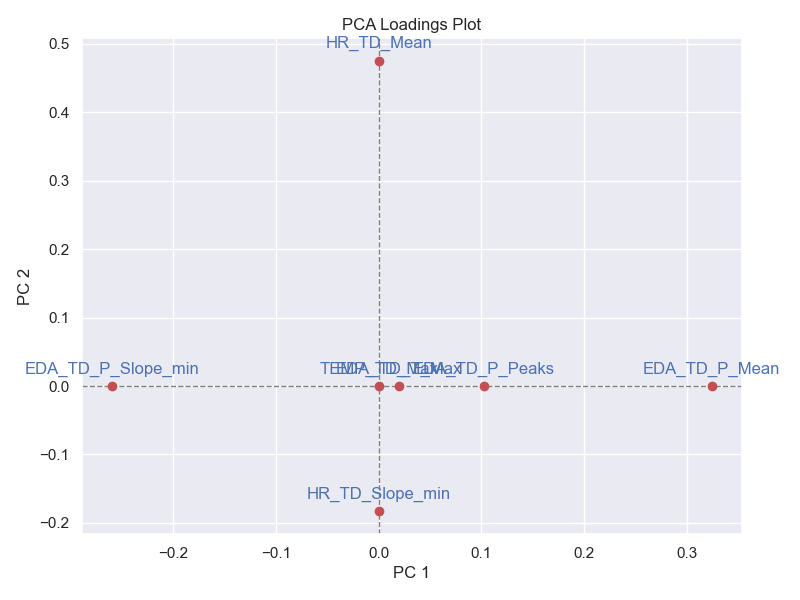 PCA Loadings Plot
HR_TD_Mean
0.5
0.4
0.3
0.2
0.1
0.0
−0.1
−0.2
PC 2
EDA_TD_P_Slope_min
EDA_TD_P_Peaks
EDA_TD_P_Mean
HR_TD_Slope_min
−0.2
−0.1
0.0
0.1
0.2
0.3
PC 1